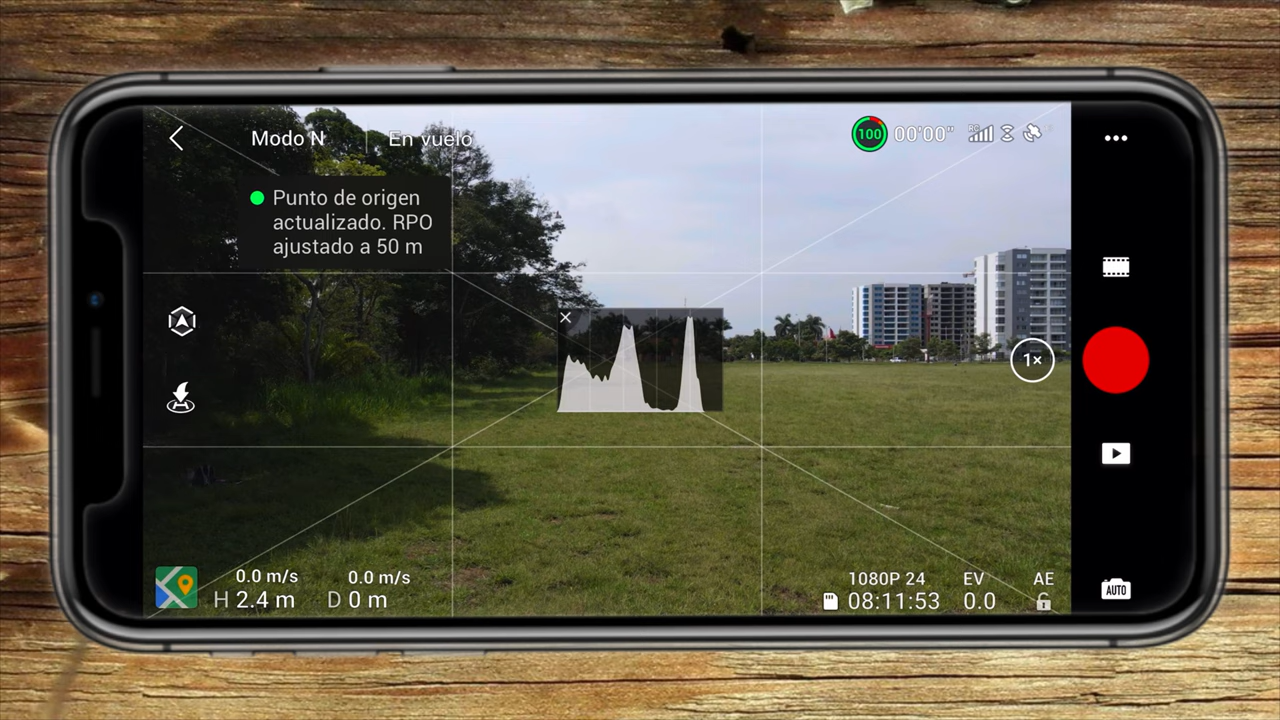 Modo N
En vuelo
100
00'00"
RC
Punto de origen
actualizado. RPO
ajustado a 50 m
1×
0.0 m/s
0.0 m/s
H 2.4 m
D 0 m
1080P 24
EV
AE
08:11:53
0.0
AUTO